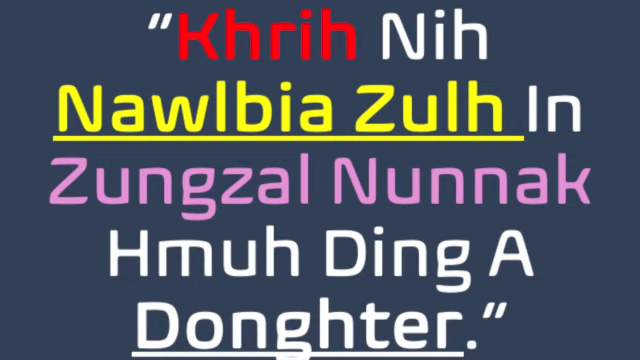 "Khrih Nih
Nawlbia Zulh In
Zungzal Nunnak
Hmuh Ding A
Donghter."